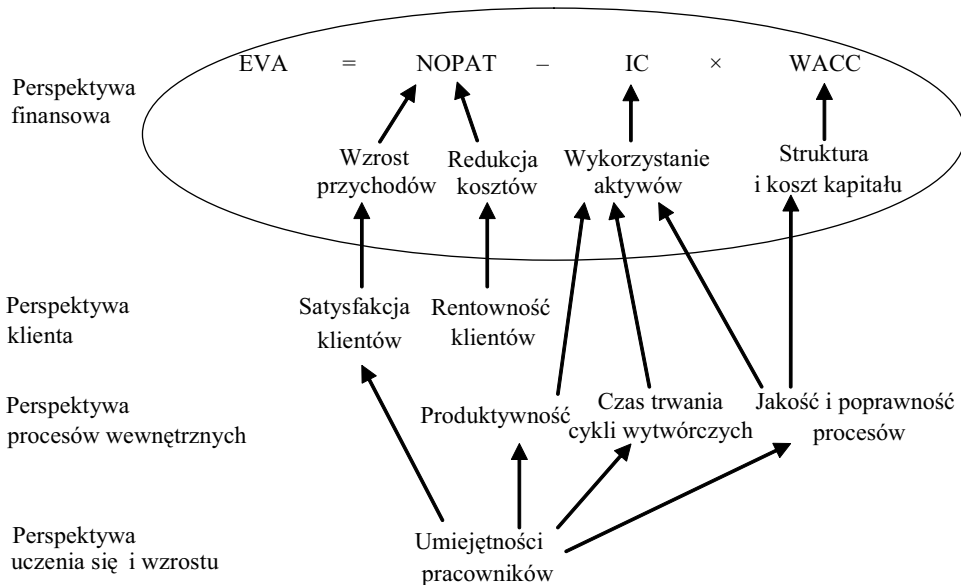 EVA = NOPAT – IC × WACC
Perspektywa
finansowa
Wzrost
przychodów
Redukcja
kosztów
Wykorzystanie
aktywów
Struktura
i koszt kapitału
Perspektywa
klienta
Satysfakcja
klientów
Rentowność
klientów
Perspektywa
procesów wewnętrznych
Produktywność
Czas trwania
cykli wytwórczych
Jakość i poprawność
procesów
Perspektywa
uczenia się i wzrostu
Umiejętności
pracowników